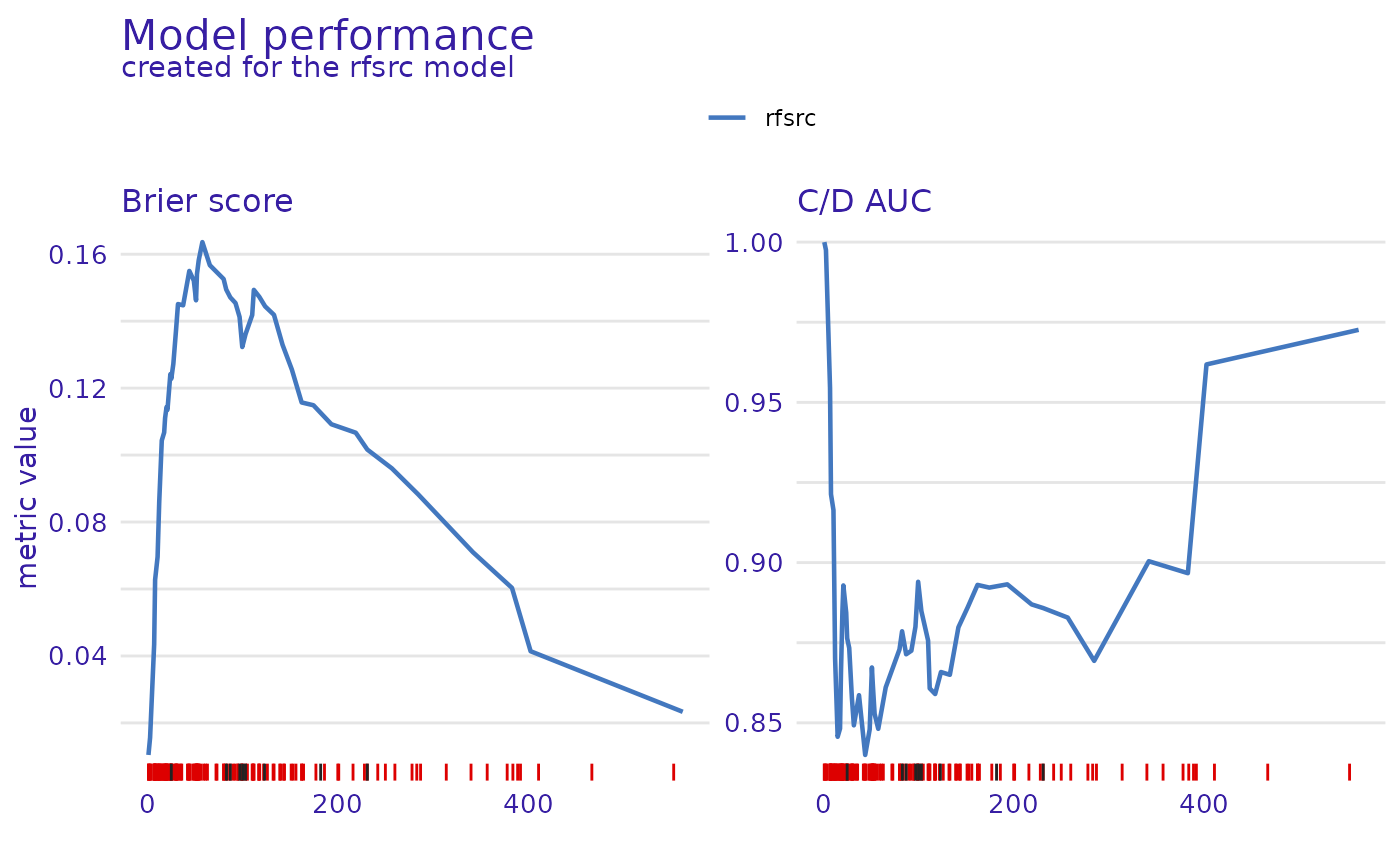 Model performance
created for the rfsrc model
rfsrc
Brier score
C/D AUC
metric value
0.16
0.12
0.08
0.04
0
200
400
1.00
0.95
0.90
0.85
0
200
400